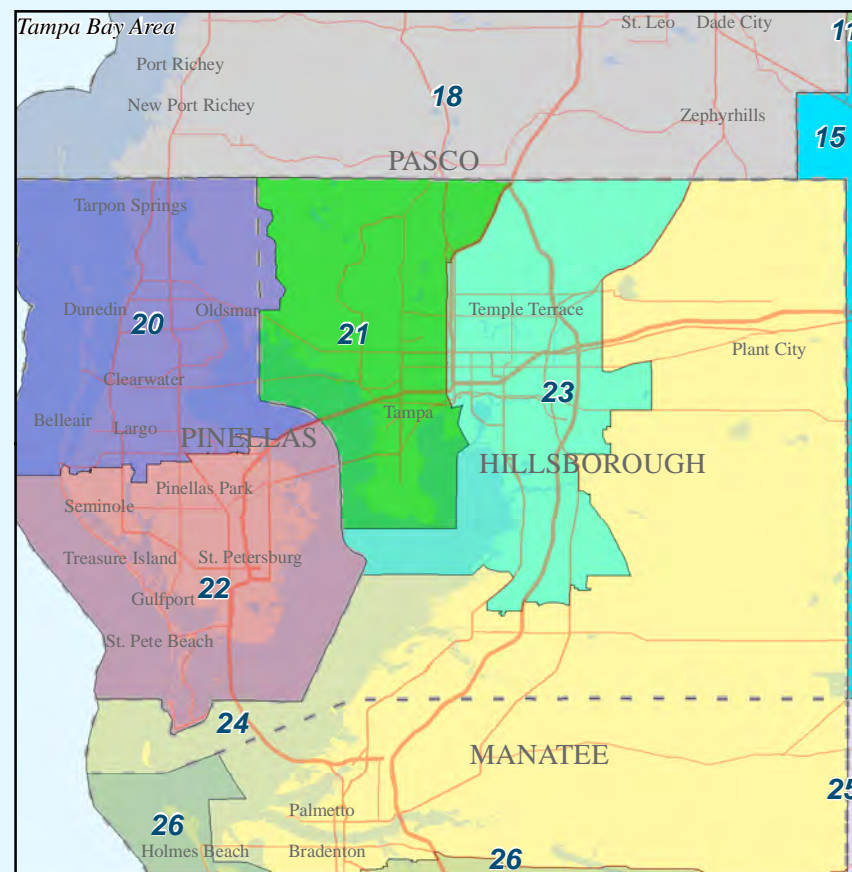 Tampa Bay Area
St. Leo
Dade City
Port Richey
18
New Port Richey
Zephyrhills
15
PASCO
Tarpon Springs
Dunedin
Oldsmar
Temple Terrace
20
21
Plant City
Clearwater
23
Belleair
Tampa
Largo
PINELLAS
HILLSBOROUGH
Pinellas Park
Seminole
Treasure Island
St. Petersburg
22
Gulfport
St. Pete Beach
24
MANATEE
25
Palmetto
26
Holmes Beach
Bradenton
26